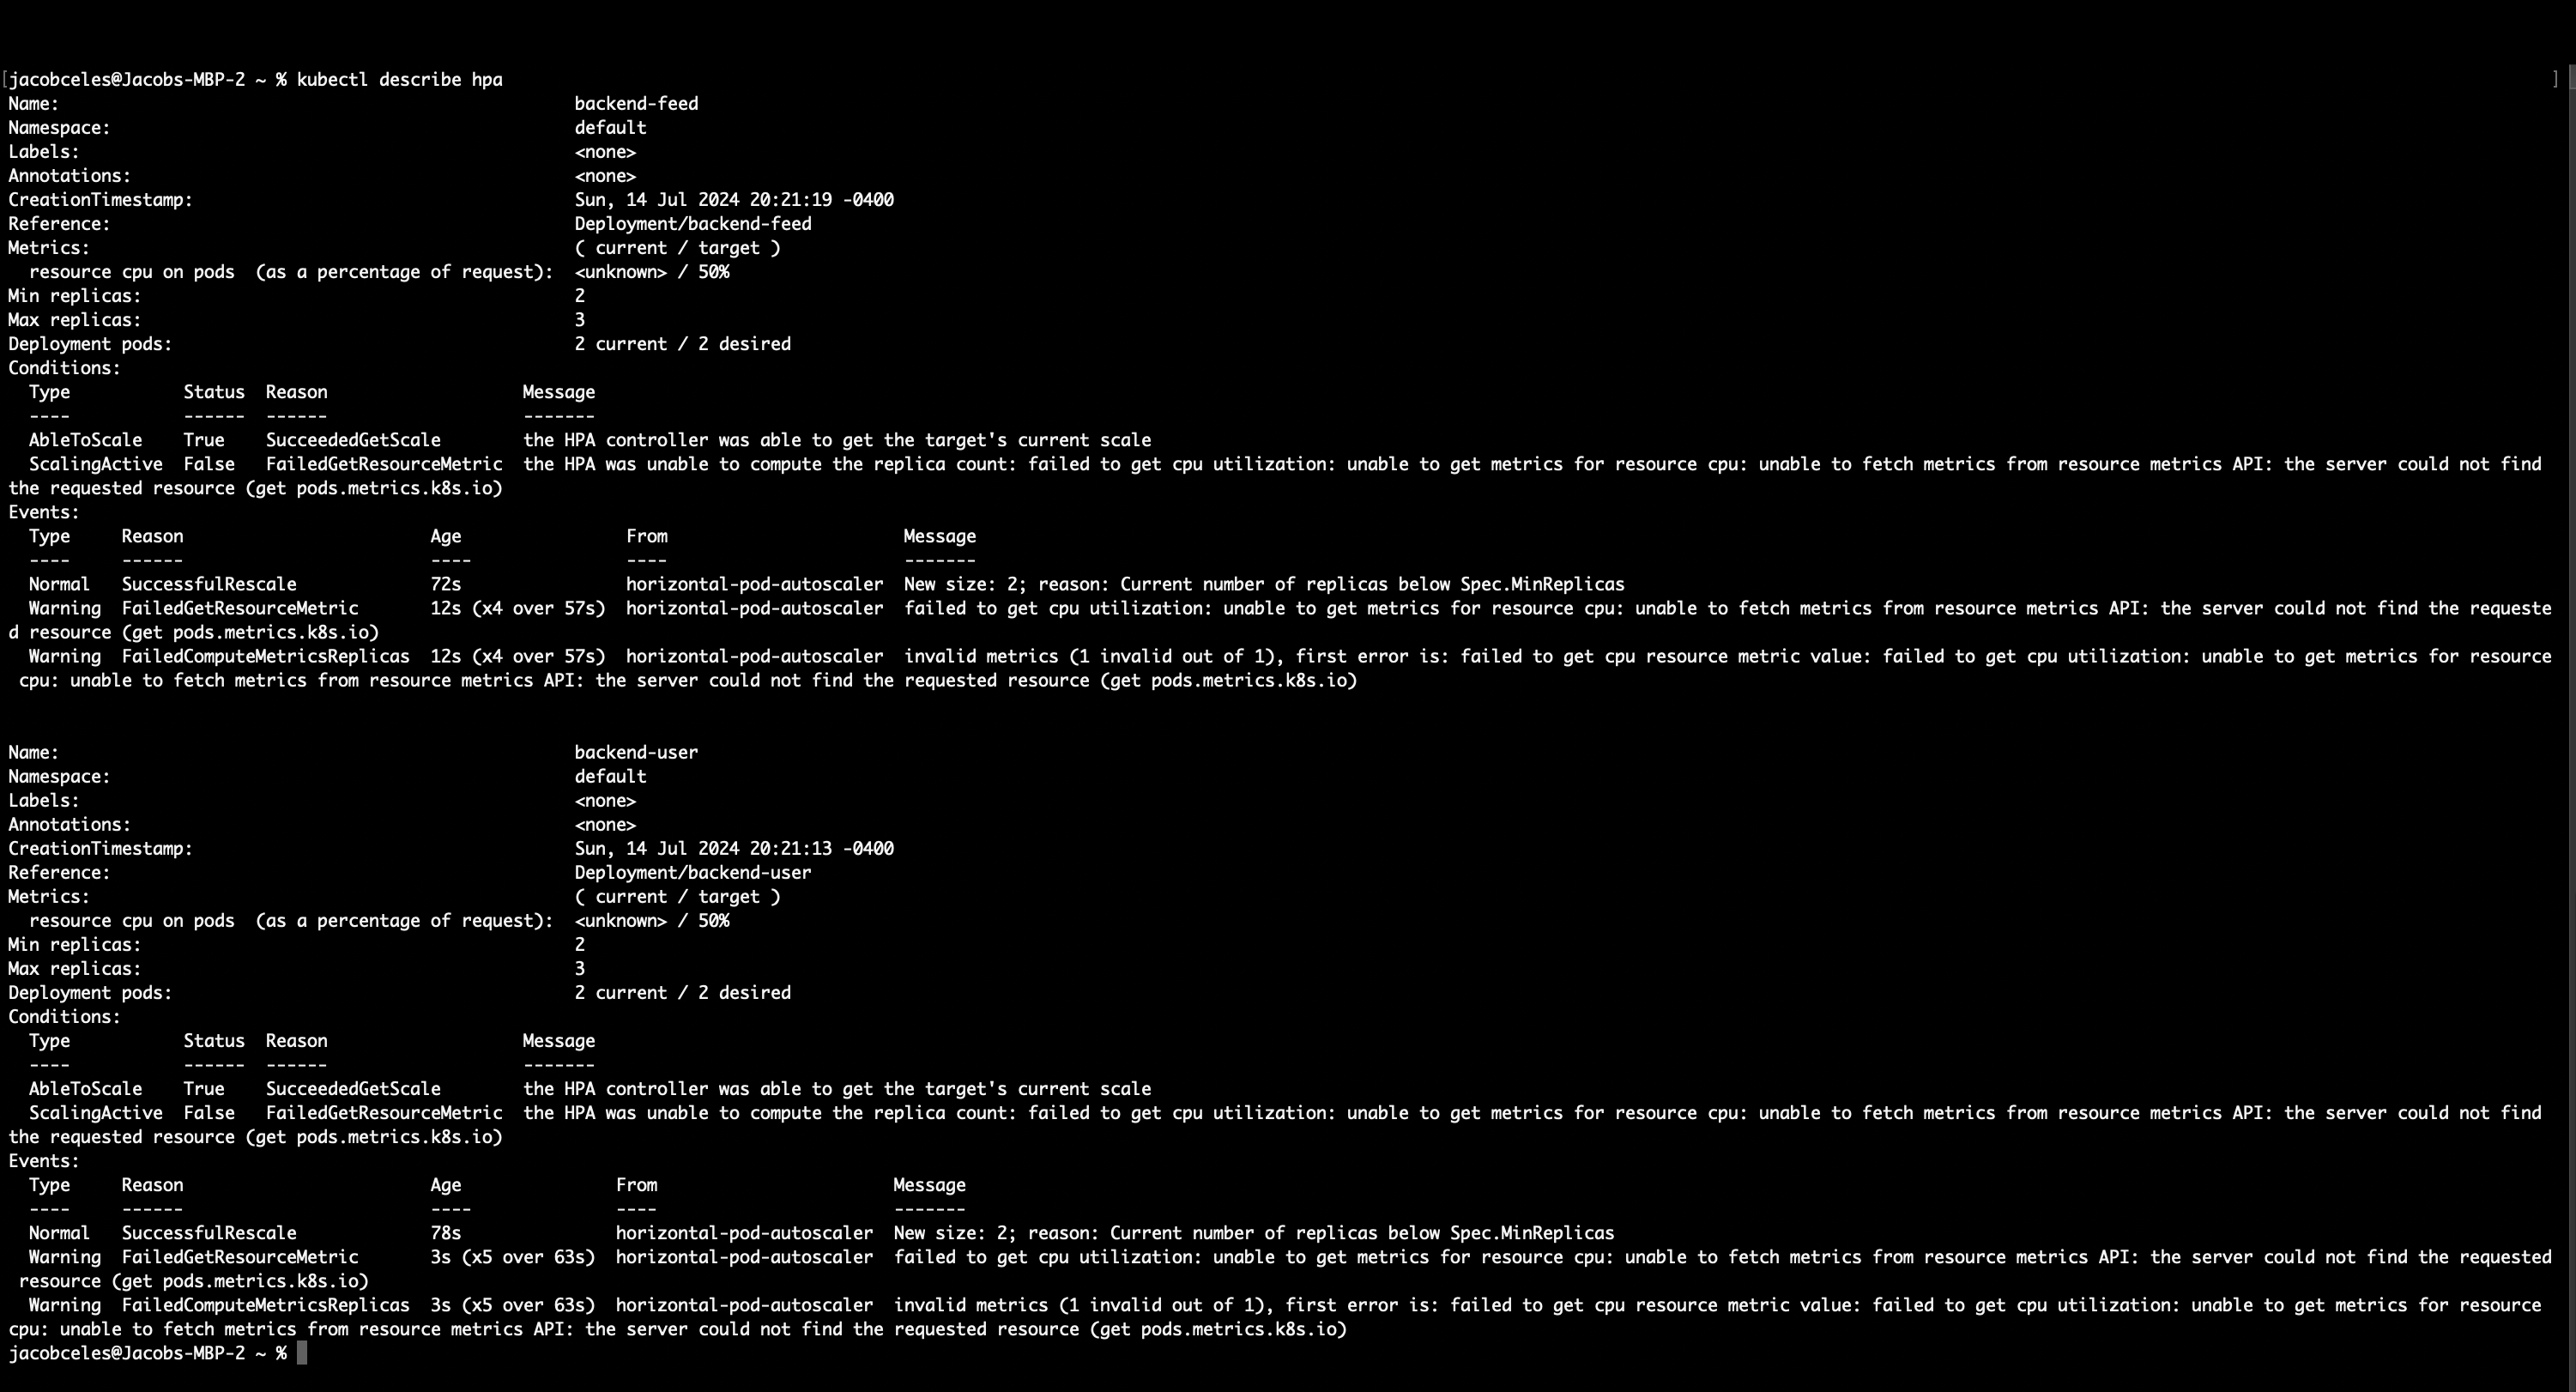 [jacobceles@Jacobs-MBP-2 ~ % kubectl describe hpa ]
Name: backend-feed
Namespace: default
Labels: <none>
Annotations: <none>
CreationTimestamp: Sun, 14 Jul 2024 20:21:19 -0400
Reference: Deployment/backend-feed
Metrics: ( current / target )
  resource cpu on pods  (as a percentage of request):  <unknown> / 50%
Min replicas: 2
Max replicas: 3
Deployment pods: 2 current / 2 desired
Conditions:
  Type           Status  Reason                   Message
  ----           ------  ------                   -------
  AbleToScale    True    SucceededGetScale        the HPA controller was able to get the target's current scale
  ScalingActive  False   FailedGetResourceMetric  the HPA was unable to compute the replica count: failed to get cpu utilization: unable to get metrics for resource cpu: unable to fetch metrics from resource metrics API: the server could not find
the requested resource (get pods.metrics.k8s.io)
Events:
  Type     Reason                        Age                From                       Message
  ----     ------                        ----               ----                       -------
  Normal   SuccessfulRescale             72s                horizontal-pod-autoscaler  New size: 2; reason: Current number of replicas below Spec.MinReplicas
  Warning  FailedGetResourceMetric       12s (x4 over 57s)  horizontal-pod-autoscaler  failed to get cpu utilization: unable to get metrics for resource cpu: unable to fetch metrics from resource metrics API: the server could not find the requeste
d resource (get pods.metrics.k8s.io)
  Warning  FailedComputeMetricsReplicas  12s (x4 over 57s)  horizontal-pod-autoscaler  invalid metrics (1 invalid out of 1), first error is: failed to get cpu resource metric value: failed to get cpu utilization: unable to get metrics for resource
 cpu: unable to fetch metrics from resource metrics API: the server could not find the requested resource (get pods.metrics.k8s.io)
Name: backend-user
Namespace: default
Labels: <none>
Annotations: <none>
CreationTimestamp: Sun, 14 Jul 2024 20:21:13 -0400
Reference: Deployment/backend-user
Metrics: ( current / target )
  resource cpu on pods  (as a percentage of request):  <unknown> / 50%
Min replicas: 2
Max replicas: 3
Deployment pods: 2 current / 2 desired
Conditions:
  Type           Status  Reason                   Message
  ----           ------  ------                   -------
  AbleToScale    True    SucceededGetScale        the HPA controller was able to get the target's current scale
  ScalingActive  False   FailedGetResourceMetric  the HPA was unable to compute the replica count: failed to get cpu utilization: unable to get metrics for resource cpu: unable to fetch metrics from resource metrics API: the server could not find
the requested resource (get pods.metrics.k8s.io)
Events:
  Type     Reason                        Age               From                       Message
  ----     ------                        ----              ----                       -------
  Normal   SuccessfulRescale             78s               horizontal-pod-autoscaler  New size: 2; reason: Current number of replicas below Spec.MinReplicas
  Warning  FailedGetResourceMetric       3s (x5 over 63s)  horizontal-pod-autoscaler  failed to get cpu utilization: unable to get metrics for resource cpu: unable to fetch metrics from resource metrics API: the server could not find the requested
 resource (get pods.metrics.k8s.io)
  Warning  FailedComputeMetricsReplicas  3s (x5 over 63s)  horizontal-pod-autoscaler  invalid metrics (1 invalid out of 1), first error is: failed to get cpu resource metric value: failed to get cpu utilization: unable to get metrics for resource
cpu: unable to fetch metrics from resource metrics API: the server could not find the requested resource (get pods.metrics.k8s.io)
jacobceles@Jacobs-MBP-2 ~ %